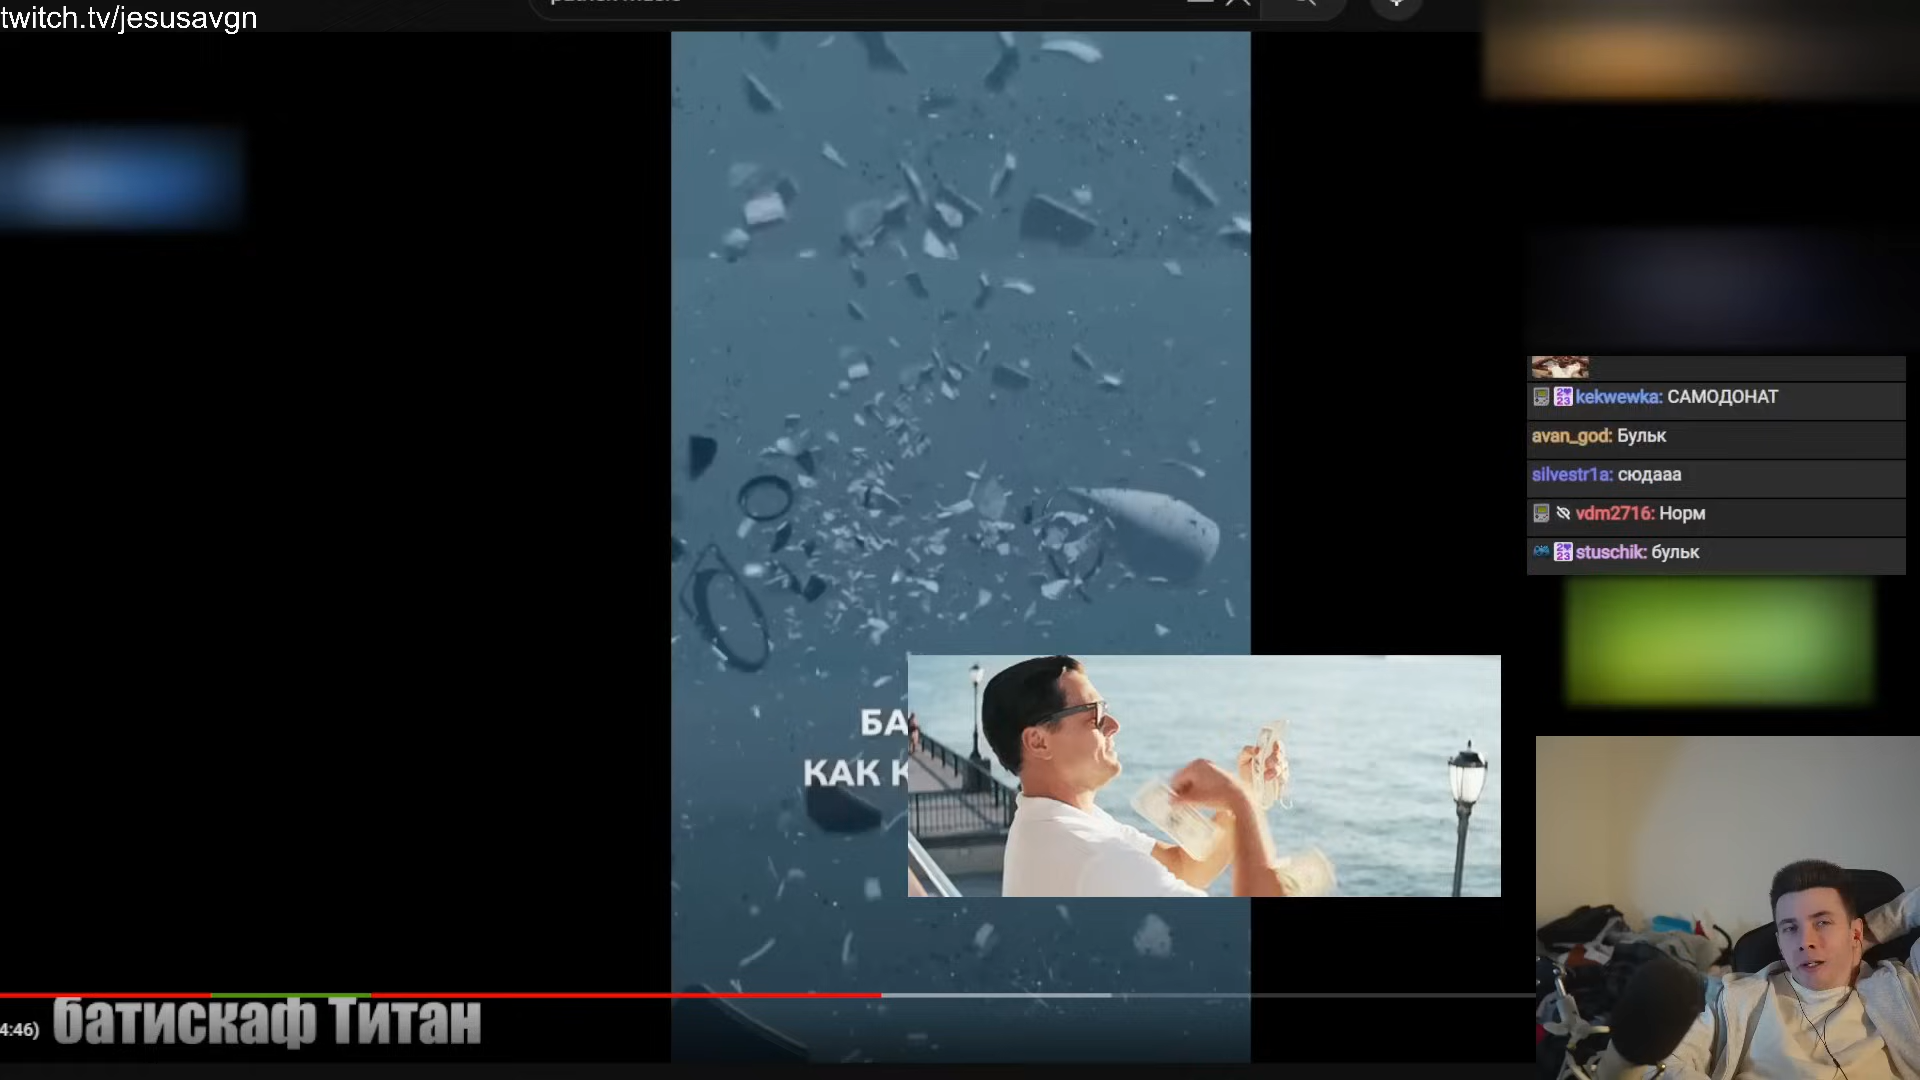 twitch.tv/jesusavgn
kekwewka: САМОДОНАТ
avan_god: Бульк
silvestr1a: сюдааа
vdm2716: Норм
stuschik: бульк
БА
КАК К
4:46)
батискаф Титан